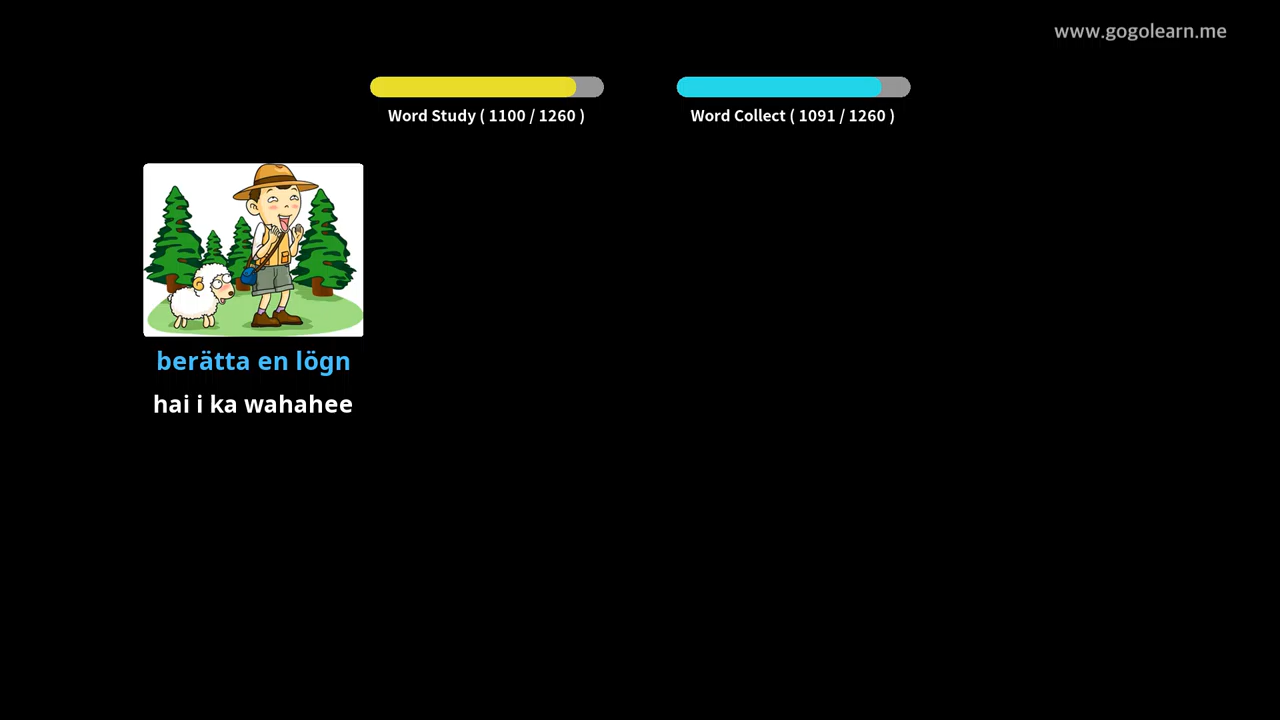 www.gogolearn.me
Word Study ( 1100 / 1260 )
Word Collect ( 1091 / 1260 )
berätta en lögn
hai i ka wahahee